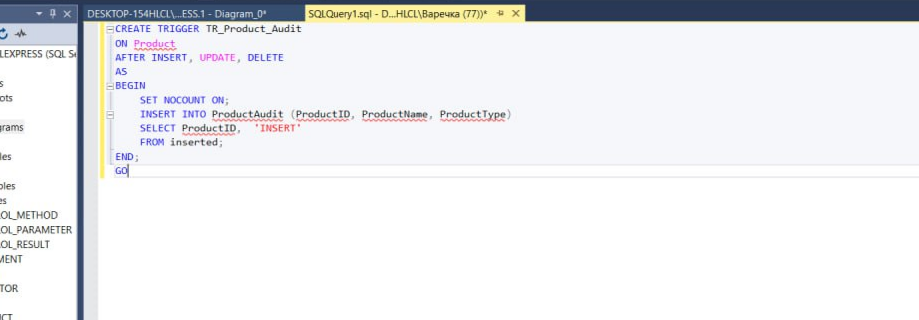 DESKTOP-154HLCL\...ESS.1 - Diagram_0*
SQLQuery1.sql - D...HLCL\Варечка (77))*
LEXPRESS (SQL Se
s
ots
grams
les
bles
es
OL_METHOD
OL_PARAMETER
OL_RESULT
MENT
TOR
UCT
CREATE TRIGGER TR_Product_Audit
ON Product
AFTER INSERT, UPDATE, DELETE
AS
BEGIN
SET NOCOUNT ON;
INSERT INTO ProductAudit (ProductID, ProductName, ProductType)
SELECT ProductID, 'INSERT'
FROM inserted;
END;
GO